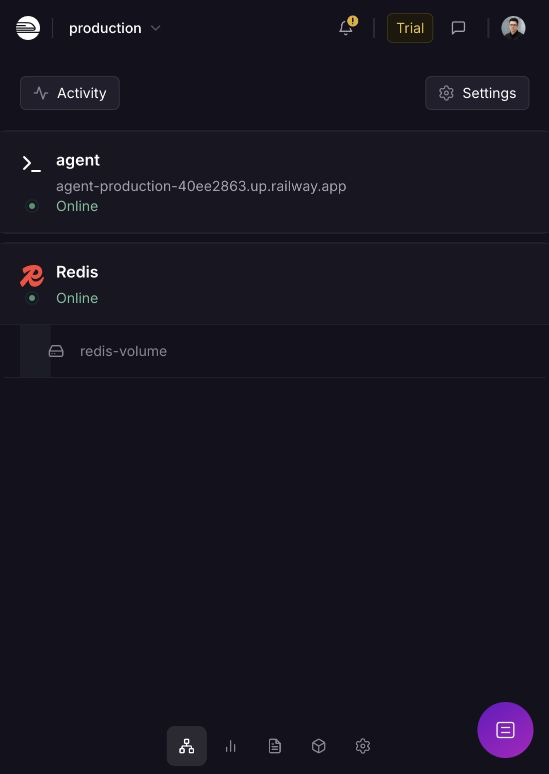 production
Trial
Activity
Settings
agent
agent-production-40ee2863.up.railway.app
Online
Redis
Online
redis-volume